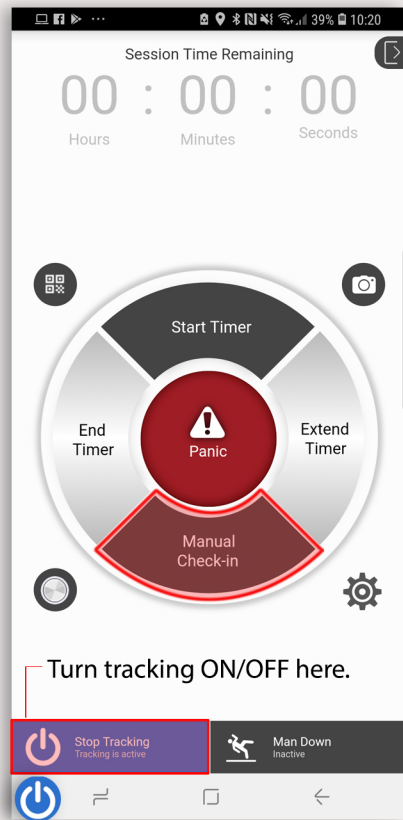 39% 10:20
Session Time Remaining
00 : 00 : 00
Hours Minutes Seconds
Start Timer
End
Timer
Panic
Extend
Timer
Manual
Check-in
Turn tracking ON/OFF here.
Stop Tracking
Tracking is active
Man Down
Inactive